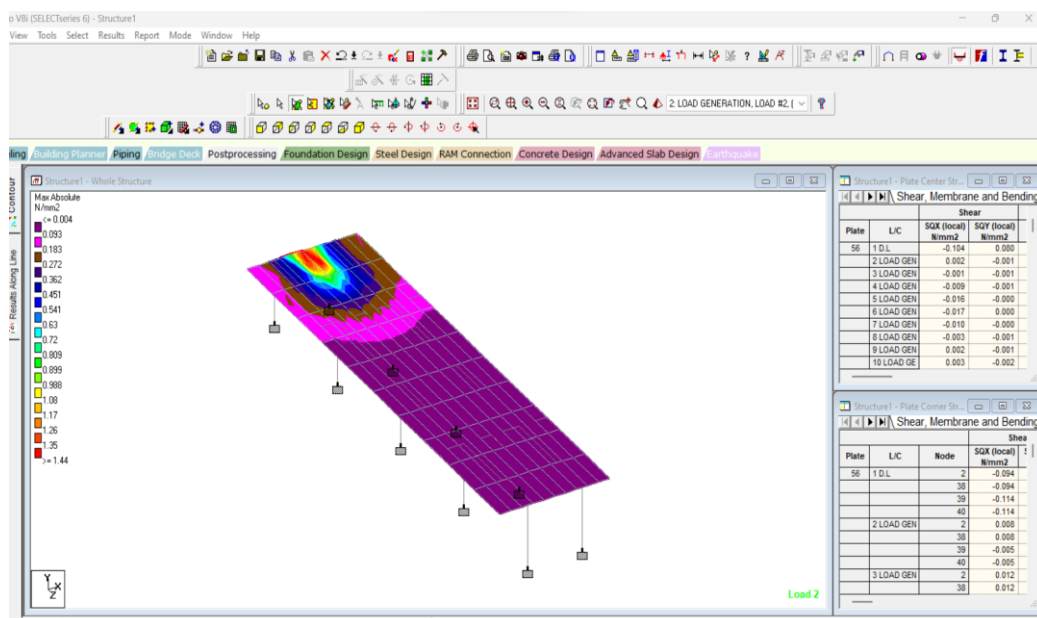 o V8i (SELECTseries 6) - Structure1
View Tools Select Results Report Mode Window Help
2: LOAD GENERATION, LOAD #2, (
ling Building Planner Piping Bridge Deck Postprocessing Foundation Design Steel Design RAM Connection Concrete Design Advanced Slab Design Earthquake
Contour
Results Along Line
Structure1 - Whole Structure
Max Absolute
N/mm2
<= 0.004
0.093
0.183
0.272
0.362
0.451
0.541
0.63
0.72
0.809
0.899
0.988
1.08
1.17
1.26
1.35
>= 1.44
Y
X
Z
Load 2
Structure1 - Plate Center Str...
Shear, Membrane and Bending
Shear
Plate L/C SQX (local) N/mm2 SQY (local) N/mm2
56 1 D.L -0.104 0.080
2 LOAD GEN 0.002 -0.001
3 LOAD GEN -0.001 -0.001
4 LOAD GEN -0.009 -0.001
5 LOAD GEN -0.016 -0.000
6 LOAD GEN -0.017 0.000
7 LOAD GEN -0.010 -0.000
8 LOAD GEN -0.003 -0.001
9 LOAD GEN 0.002 -0.001
10 LOAD GE 0.003 -0.002
Structure1 - Plate Corner Str...
Shear, Membrane and Bending
Shea
Plate L/C Node SQX (local) N/mm2
56 1 D.L 2 -0.094
38 -0.094
39 -0.114
40 -0.114
2 LOAD GEN 2 0.008
38 0.008
39 -0.005
40 -0.005
3 LOAD GEN 2 0.012
38 0.012